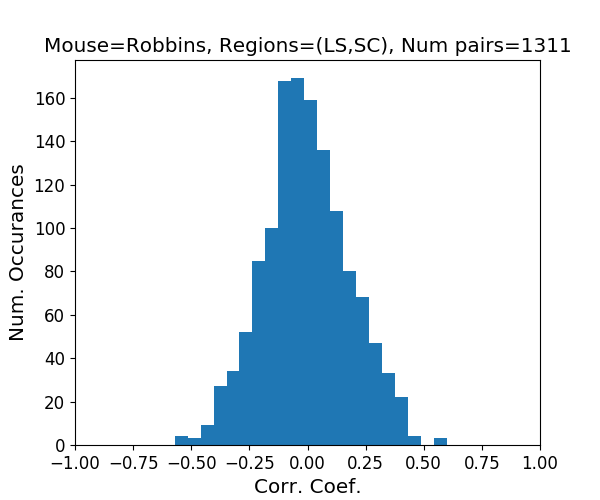 Mouse=Robbins, Regions=(LS,SC), Num pairs=1311
Num. Occurances
160
140
120
100
80
60
40
20
0
−1.00 −0.75 −0.50 −0.25 0.00 0.25 0.50 0.75 1.00
Corr. Coef.